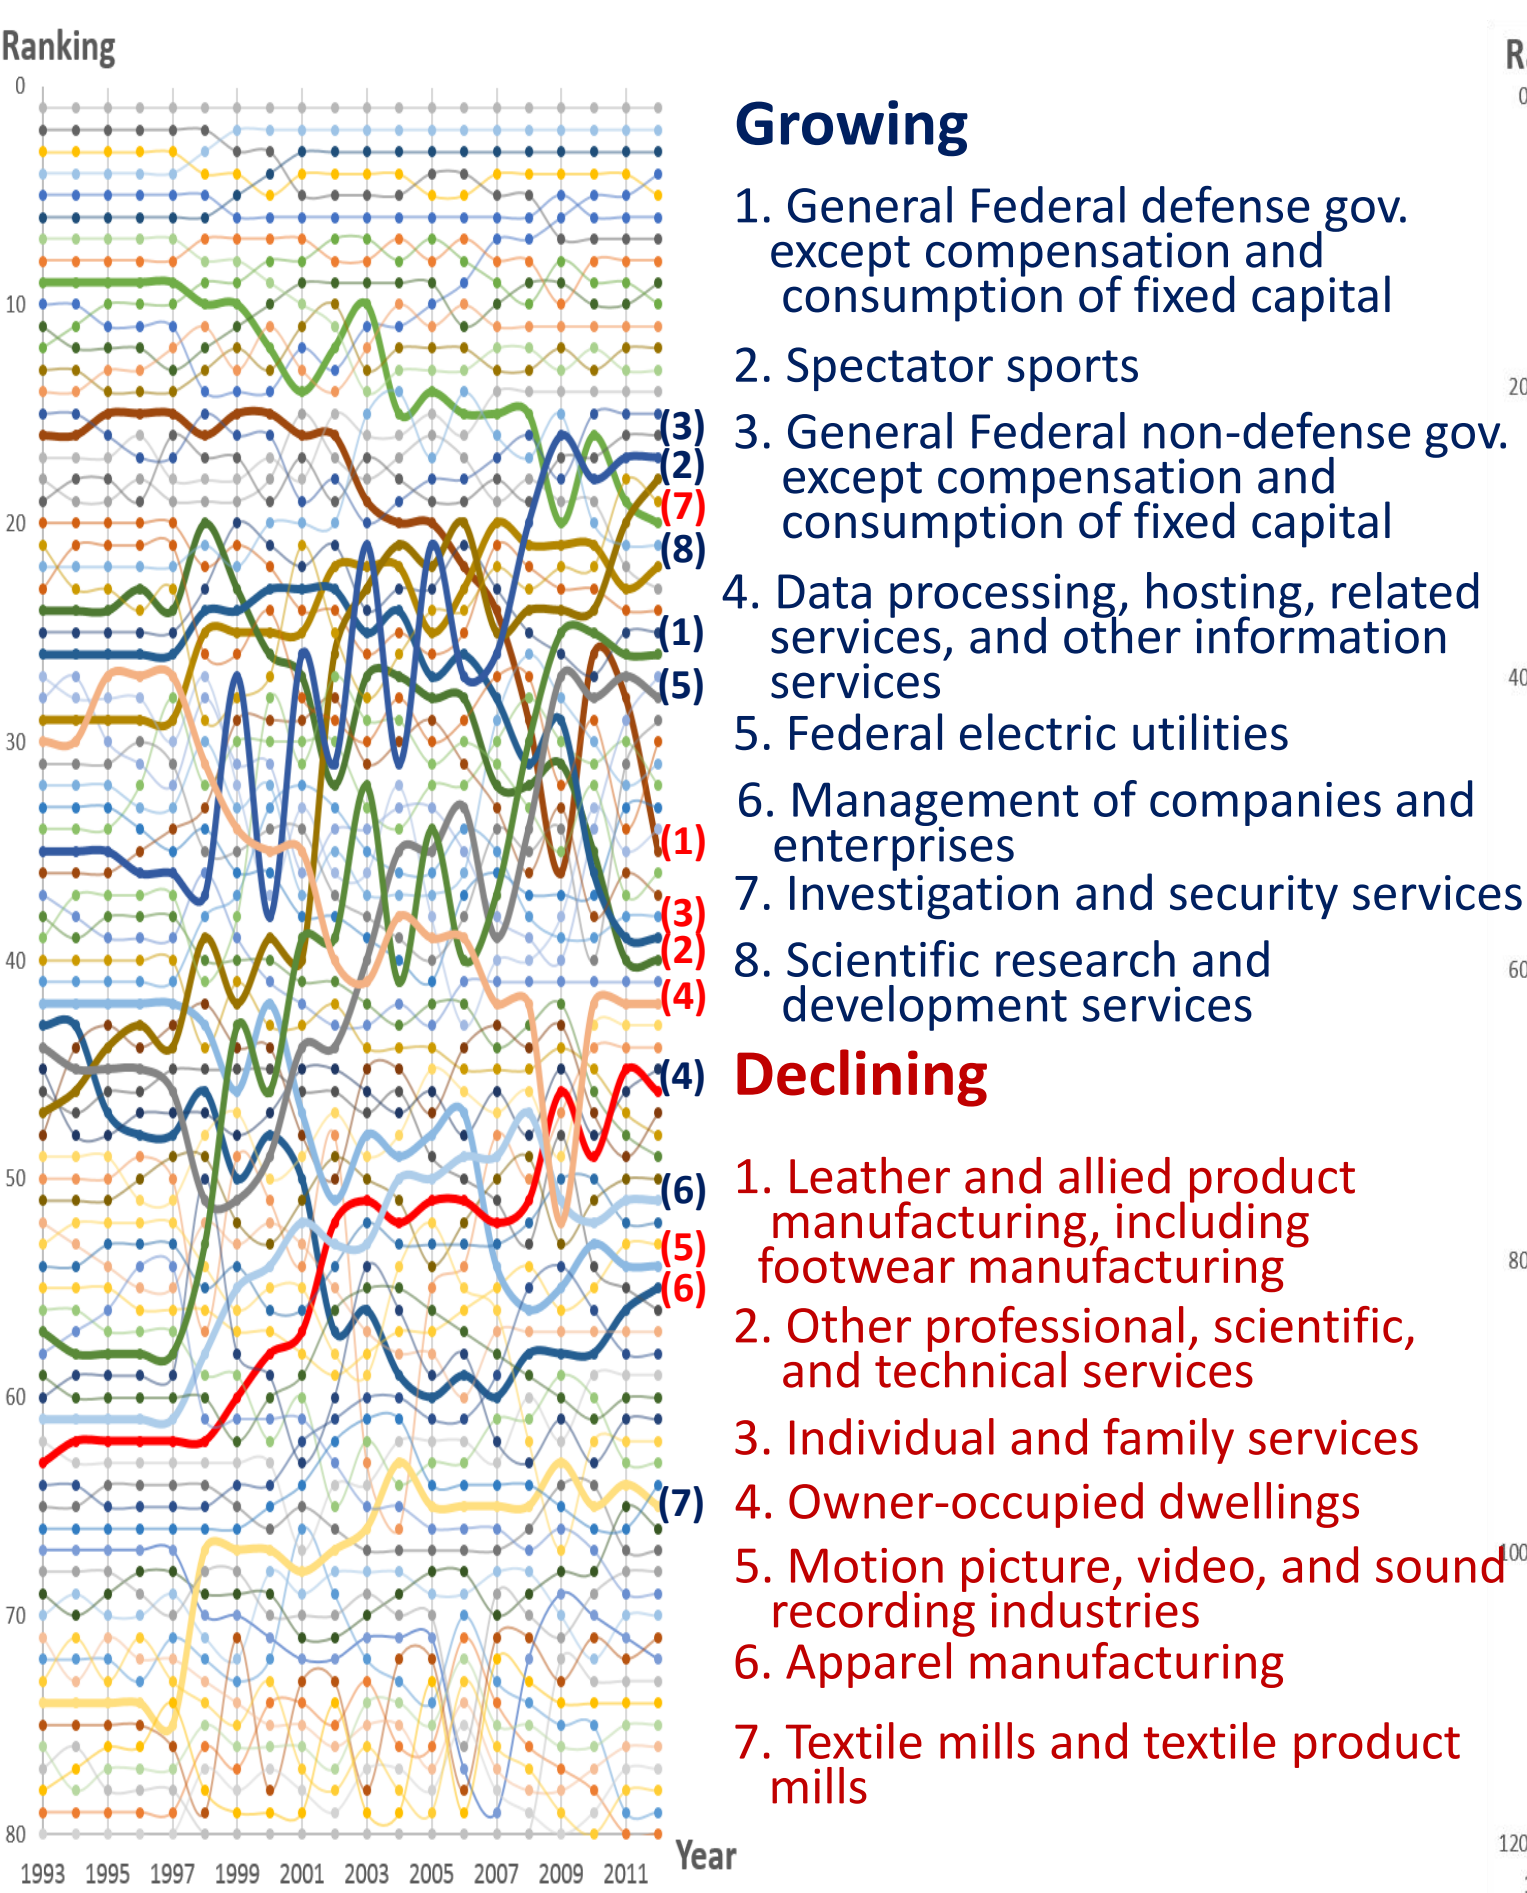 Ranking
0
10
20
30
40
50
60
70
80
1993 1995 1997 1999 2001 2003 2005 2007 2009 2011
Year
(3)
(2)
(7)
(8)
(1)
(5)
(1)
(3)
(2)
(4)
(4)
(6)
(5)
(6)
(7)
Growing
1. General Federal defense gov.
except compensation and
consumption of fixed capital
2. Spectator sports
3. General Federal non-defense gov.
except compensation and
consumption of fixed capital
4. Data processing, hosting, related
services, and other information
services
5. Federal electric utilities
6. Management of companies and
enterprises
7. Investigation and security services
8. Scientific research and
development services
Declining
1. Leather and allied product
manufacturing, including
footwear manufacturing
2. Other professional, scientific,
and technical services
3. Individual and family services
4. Owner-occupied dwellings
5. Motion picture, video, and sound
recording industries
6. Apparel manufacturing
7. Textile mills and textile product
mills
0
20
40
60
80
100
120